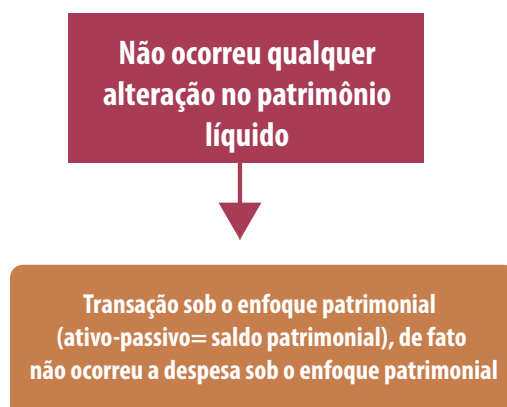 Não ocorreu qualquer
alteração no patrimônio
líquido
Transação sob o enfoque patrimonial
(ativo-passivo= saldo patrimonial), de fato
não ocorreu a despesa sob o enfoque patrimonial